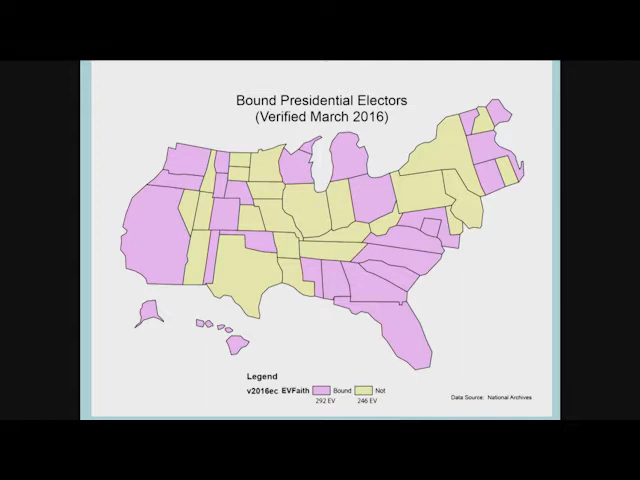 Bound Presidential Electors
(Verified March 2016)
Legend
v2016ec EVFaith Bound Not
292 EV 246 EV
Data Source: National Archives